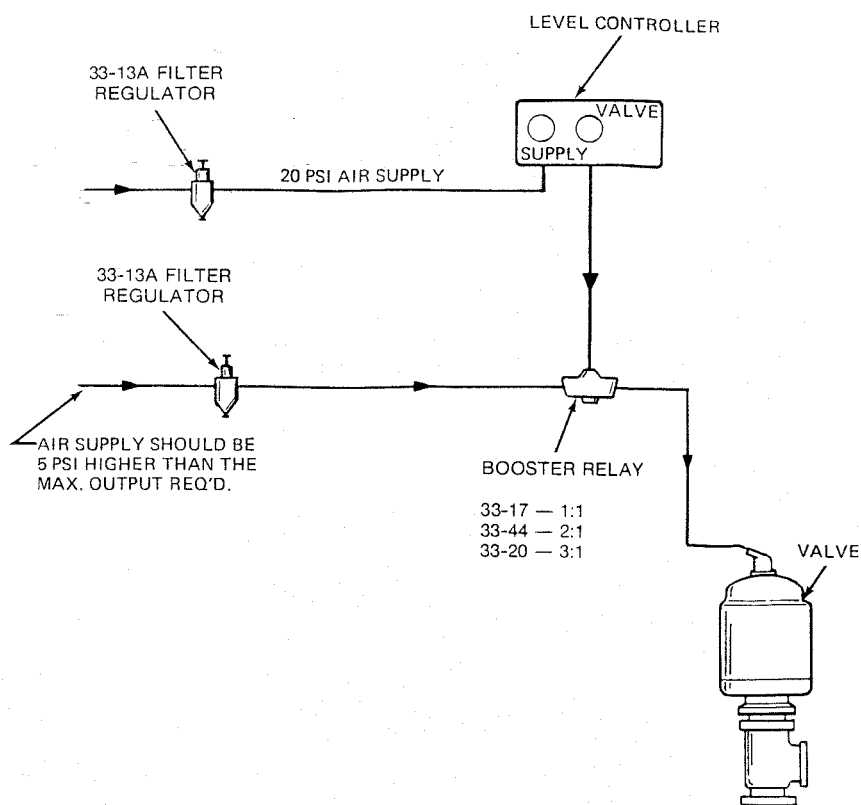 LEVEL CONTROLLER
33-13A FILTER
REGULATOR
VALVE
SUPPLY
20 PSI AIR SUPPLY
33-13A FILTER
REGULATOR
AIR SUPPLY SHOULD BE
5 PSI HIGHER THAN THE
MAX. OUTPUT REQ'D.
BOOSTER RELAY
33-17 — 1:1
33-44 — 2:1
33-20 — 3:1
VALVE